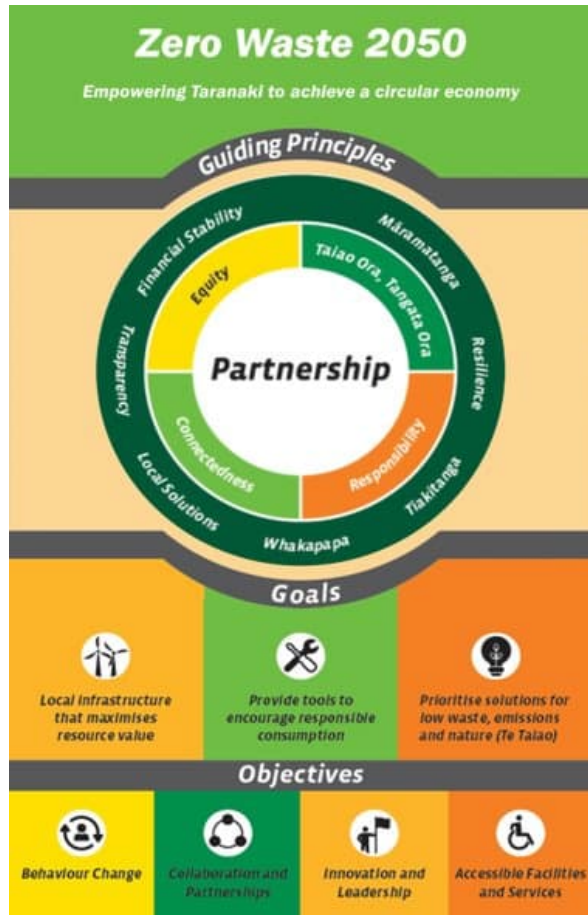 Zero Waste 2050
Empowering Taranaki to achieve a circular economy
Guiding Principles
Financial Stability
Māramatanga
Resilience
Tiakitanga
Whakapapa
Local Solutions
Transparency
Equity
Taiao Ora, Tangata Ora
Responsibility
Connectedness
Partnership
Goals
Local infrastructure
that maximises
resource value
Provide tools to
encourage responsible
consumption
Prioritise solutions for
low waste, emissions
and nature (Te Taiao)
Objectives
Behaviour Change
Collaboration and
Partnerships
Innovation and
Leadership
Accessible Facilities
and Services